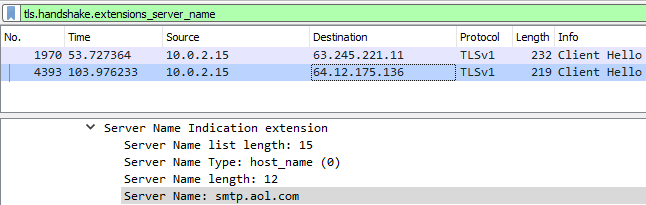 tls.handshake.extensions_server_name
No. Time Source Destination Protocol Length Info
1970 53.727364 10.0.2.15 63.245.221.11 TLSv1 232 Client Hello
4393 103.976233 10.0.2.15 64.12.175.136 TLSv1 219 Client Hello
Server Name Indication extension
Server Name list length: 15
Server Name Type: host_name (0)
Server Name length: 12
Server Name: smtp.aol.com